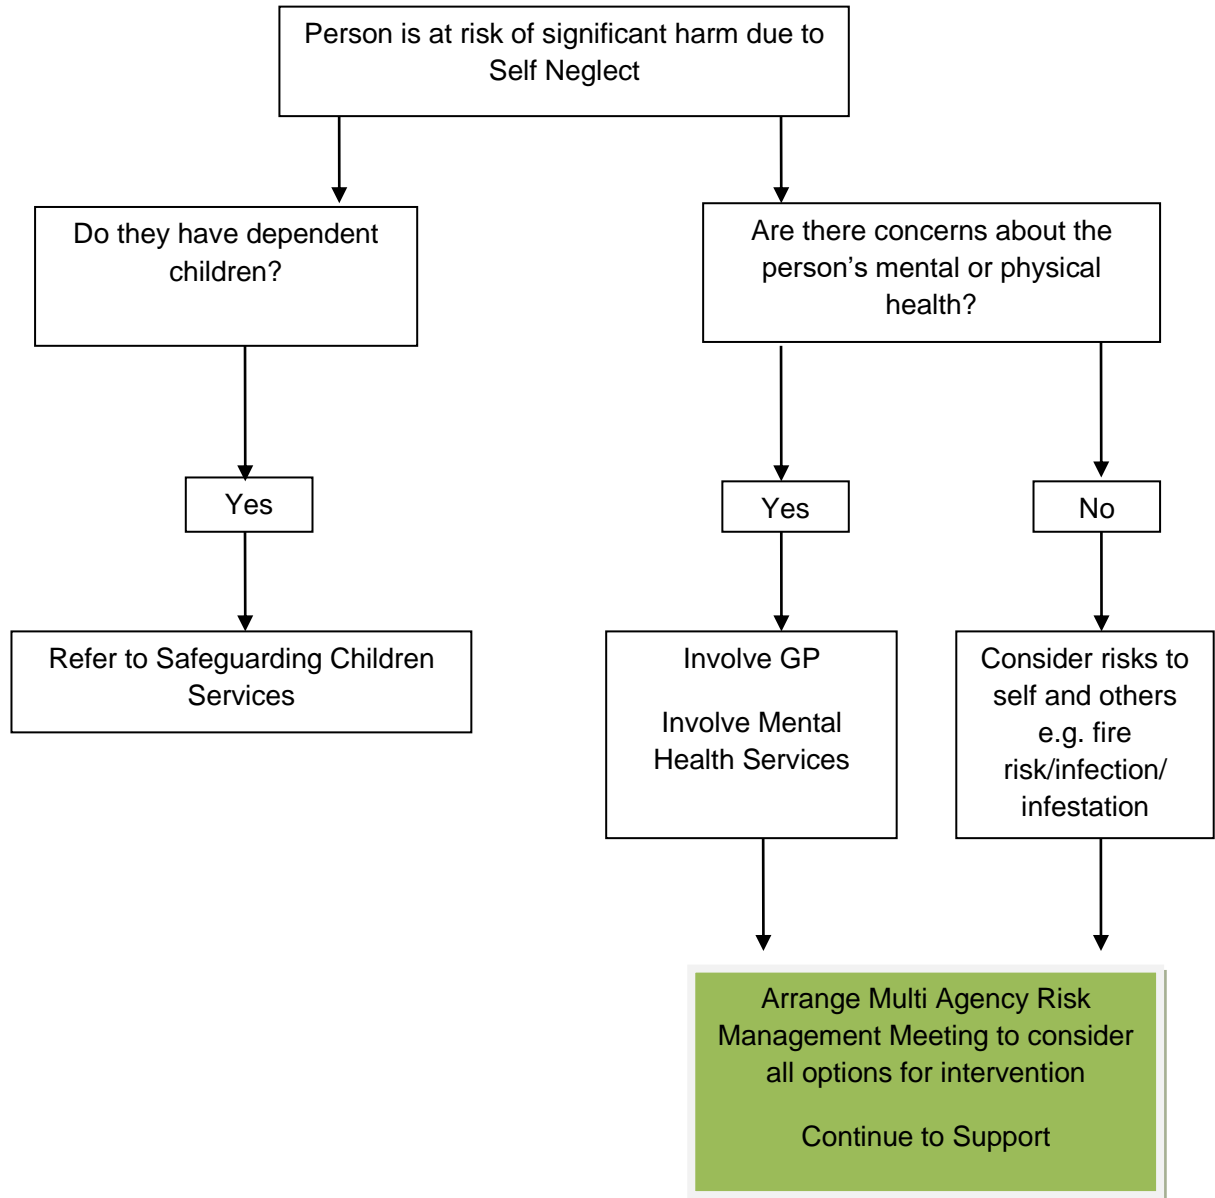 Person is at risk of significant harm due to
Self Neglect
Do they have dependent
children?
Are there concerns about the
person’s mental or physical
health?
Yes
Yes
No
Refer to Safeguarding Children
Services
Involve GP
Involve Mental
Health Services
Consider risks to
self and others
e.g. fire
risk/infection/
infestation
Arrange Multi Agency Risk
Management Meeting to consider
all options for intervention
Continue to Support